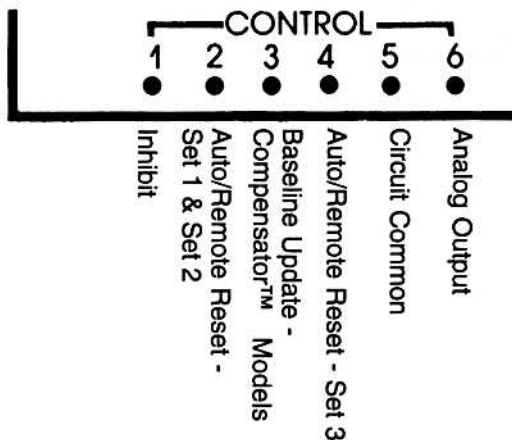 CONTROL
1 2 3 4 5 6
Inhibit
Auto/Remote Reset -
Set 1 & Set 2
Baseline Update -
Compensator™ Models
Auto/Remote Reset - Set 3
Circuit Common
Analog Output